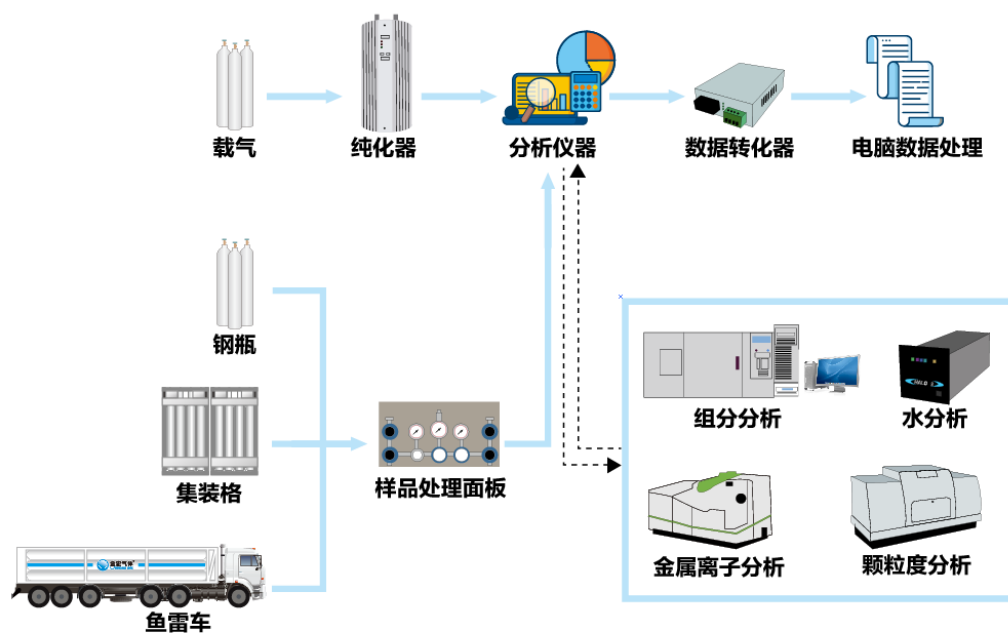 载气
纯化器
分析仪器
数据转化器
电脑数据处理
钢瓶
集装格
样品处理面板
鱼雷车
组分分析
水分析
HALO
金属离子分析
颗粒度分析